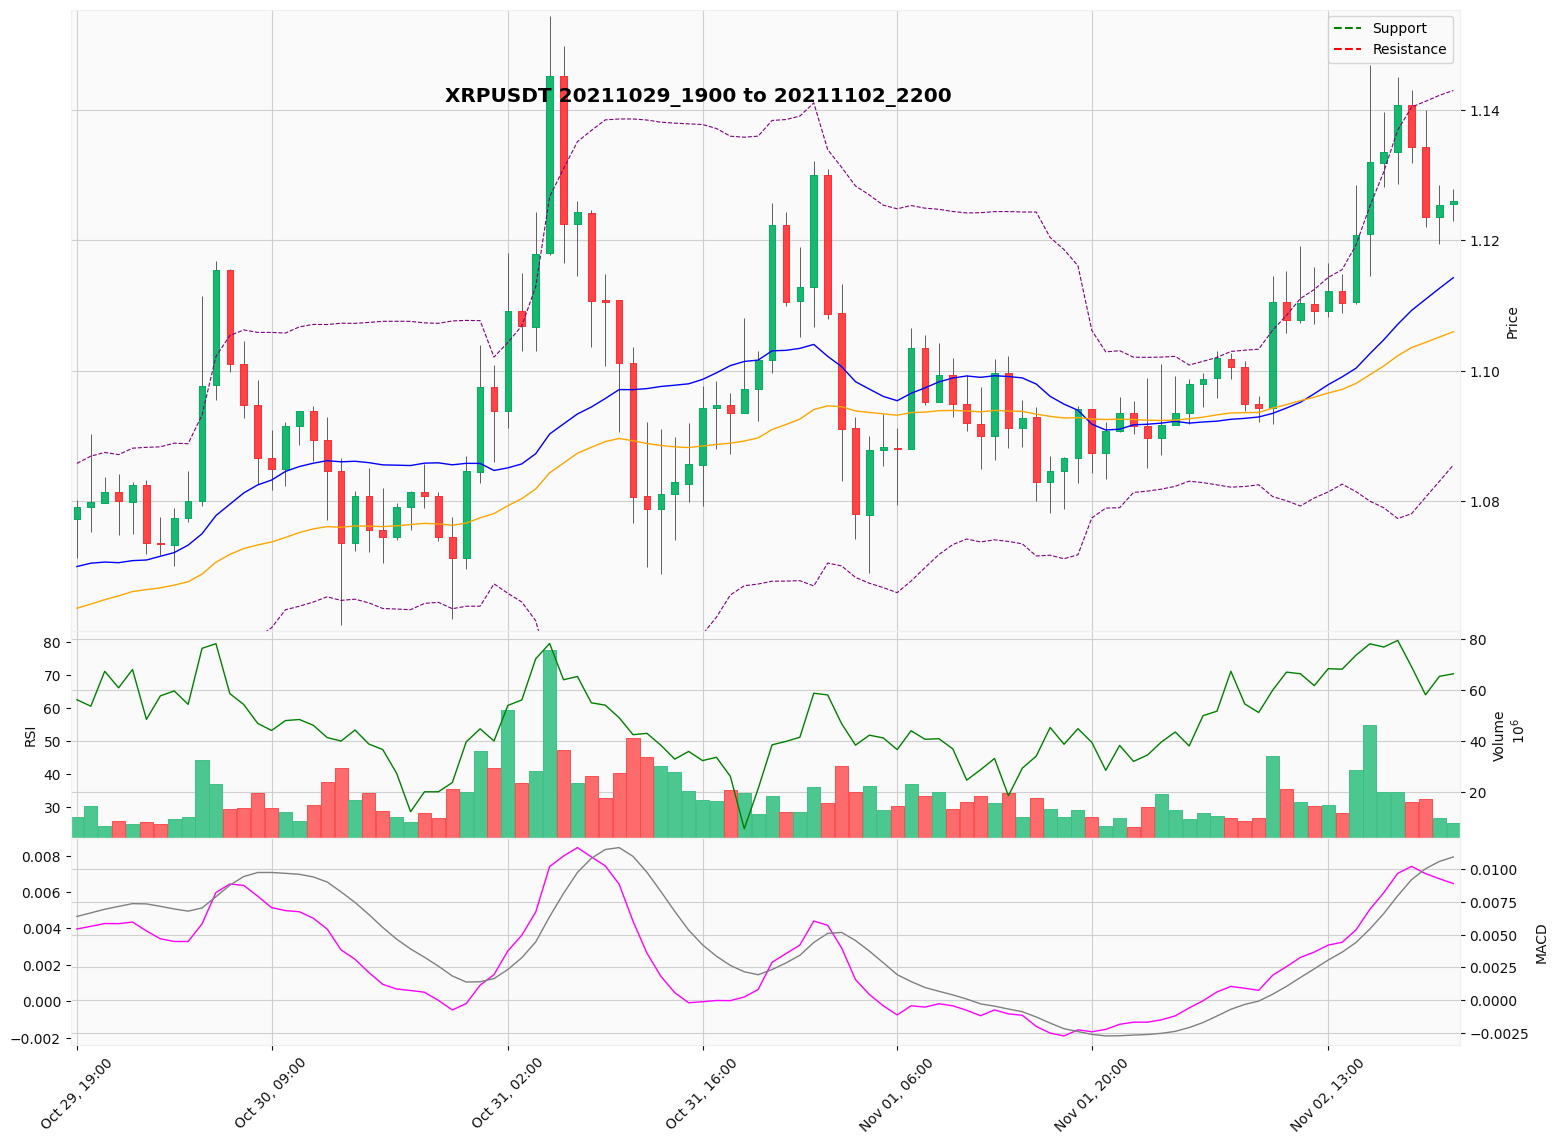 Support
Resistance
XRPUSDT 20211029_1900 to 20211102_2200
1.14
1.12
1.10
1.08
Price
80
70
60
50
40
30
RSI
80
60
40
20
Volume
10^6
0.008
0.006
0.004
0.002
0.000
−0.002
0.0100
0.0075
0.0050
0.0025
0.0000
−0.0025
MACD
Oct 29, 19:00
Oct 30, 09:00
Oct 31, 02:00
Oct 31, 16:00
Nov 01, 06:00
Nov 01, 20:00
Nov 02, 13:00